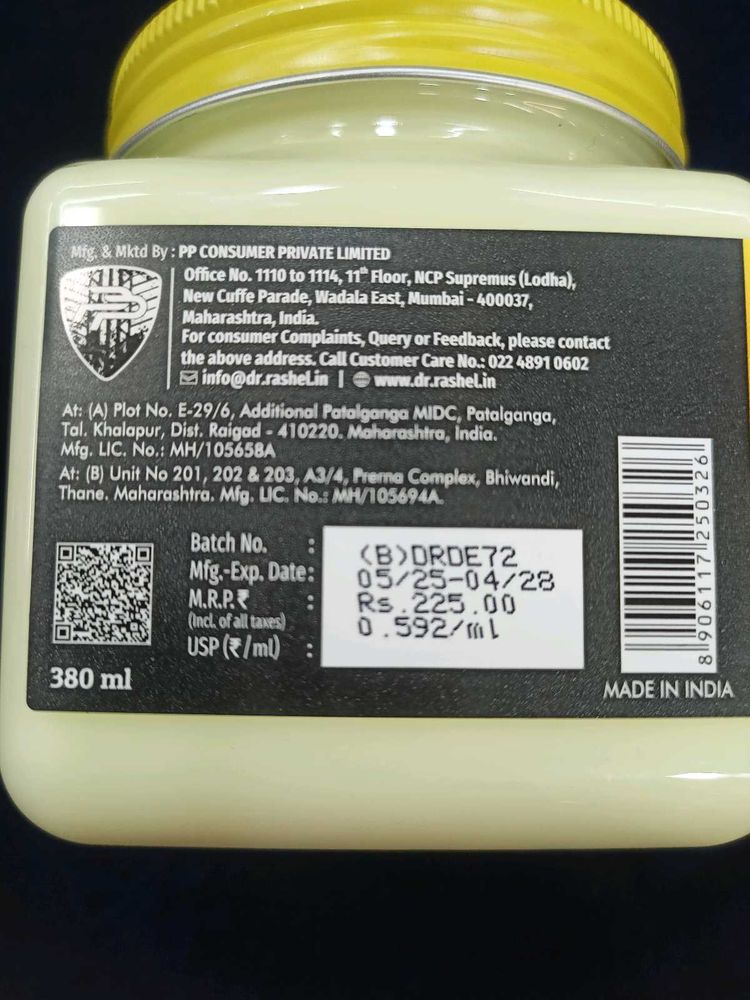 Mfg. & Mktd By : PP CONSUMER PRIVATE LIMITED
Office No. 1110 to 1114, 11th Floor, NCP Supremus (Lodha),
New Cuffe Parade, Wadala East, Mumbai - 400037,
Maharashtra, India.
For consumer Complaints, Query or Feedback, please contact
the above address. Call Customer Care No.: 022 4891 0602
info@dr.rashel.in | www.dr.rashel.in
At: (A) Plot No. E-29/6, Additional Patalganga MIDC, Patalganga,
Tal. Khalapur, Dist. Raigad - 410220. Maharashtra, India.
Mfg. LIC. No.: MH/105658A
At: (B) Unit No 201, 202 & 203, A3/4, Prerna Complex, Bhiwandi,
Thane. Maharashtra. Mfg. LIC. No.: MH/105694A.
Batch No. : (B)DRDE72
Mfg.-Exp. Date: 05/25-04/28
M.R.P.₹ : Rs.225.00
(Incl. of all taxes)
USP (₹/ml) : 0.592/ml
380 ml
8 906117 250326
MADE IN INDIA